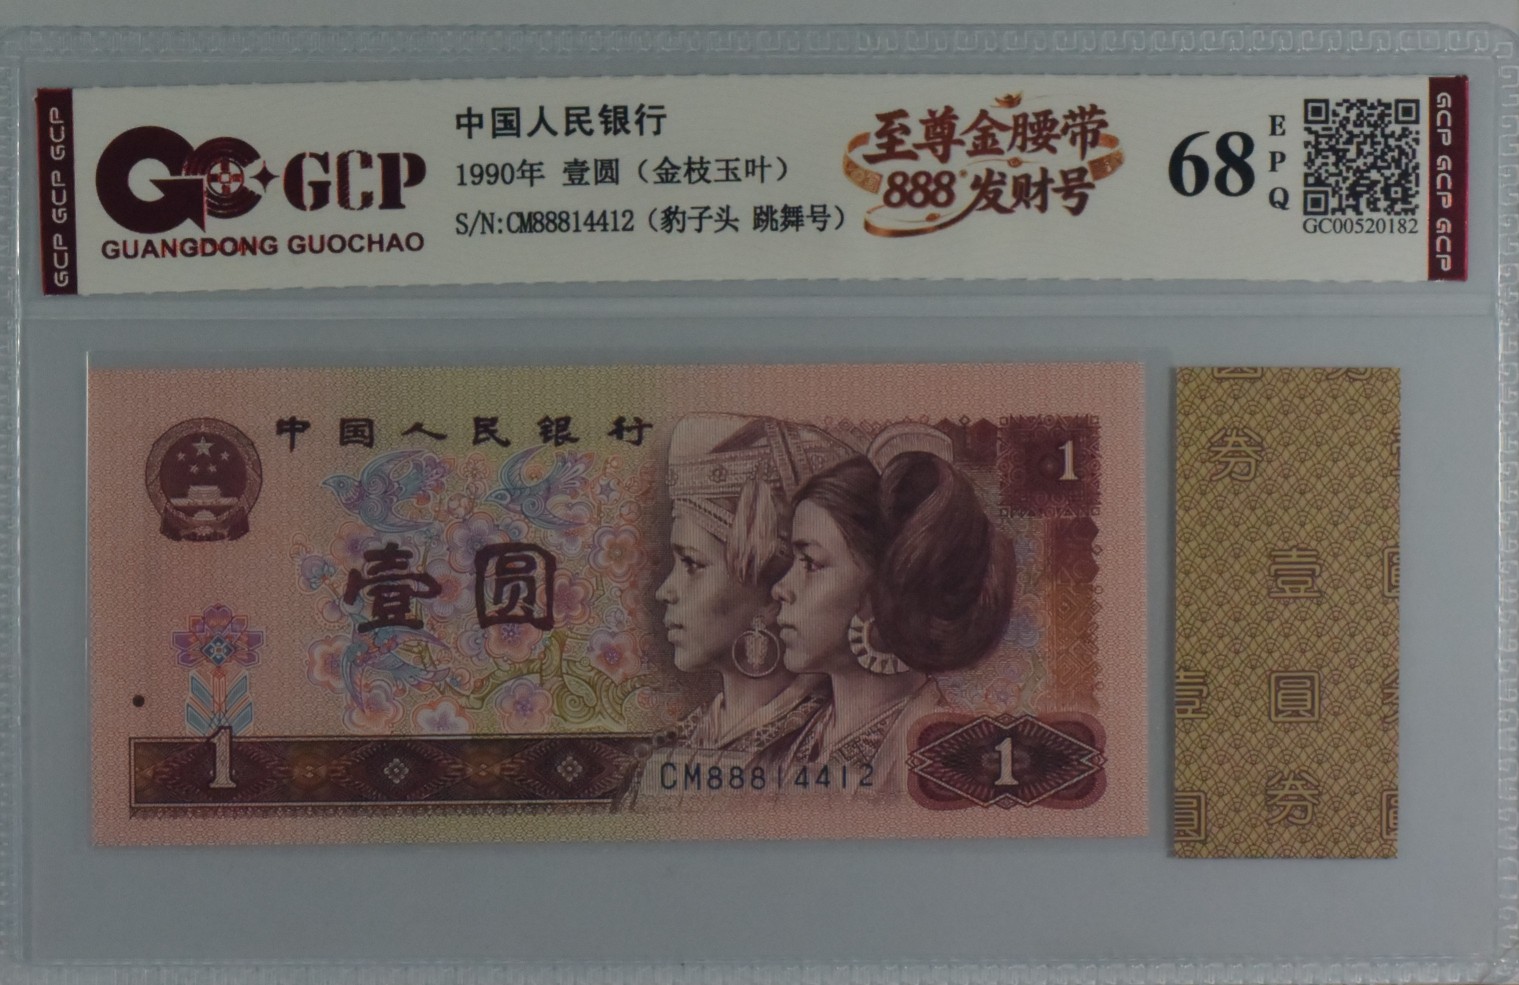 GCP GCP GCP
GCP
GUANGDONG GUOCHAO
中国人民银行
1990年 壹圆（金枝玉叶）
S/N:CM88814412（豹子头 跳舞号）
至尊金腰带
888发财号
68
EPQ
GC00520182
GCP GCP GCP
中国人民银行
1
壹圆
1
CM88814412
1
券
壹
圓
壹
圓
券
圓